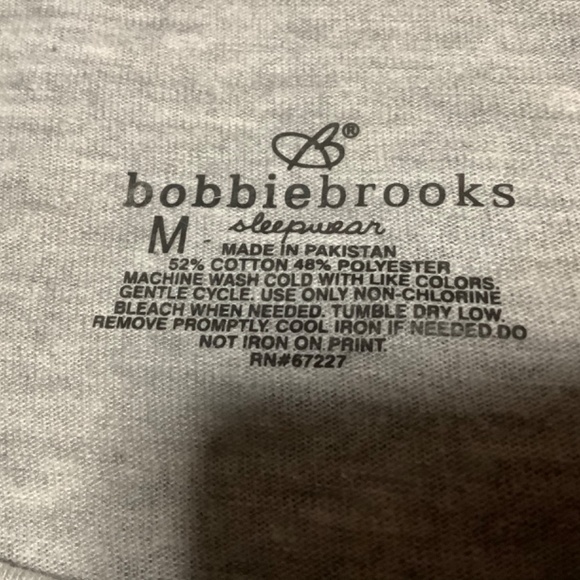 B®
bobbiebrooks
sleepwear
M
MADE IN PAKISTAN
52% COTTON 48% POLYESTER
MACHINE WASH COLD WITH LIKE COLORS.
GENTLE CYCLE. USE ONLY NON-CHLORINE
BLEACH WHEN NEEDED. TUMBLE DRY LOW.
REMOVE PROMPTLY. COOL IRON IF NEEDED.DO
NOT IRON ON PRINT.
RN#67227